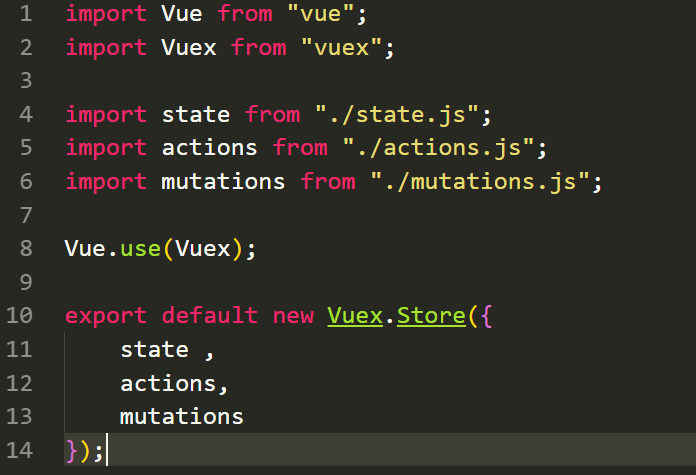 1 import Vue from "vue";
2 import Vuex from "vuex";
3
4 import state from "./state.js";
5 import actions from "./actions.js";
6 import mutations from "./mutations.js";
7
8 Vue.use(Vuex);
9
10 export default new Vuex.Store({
11     state ,
12     actions,
13     mutations
14 });